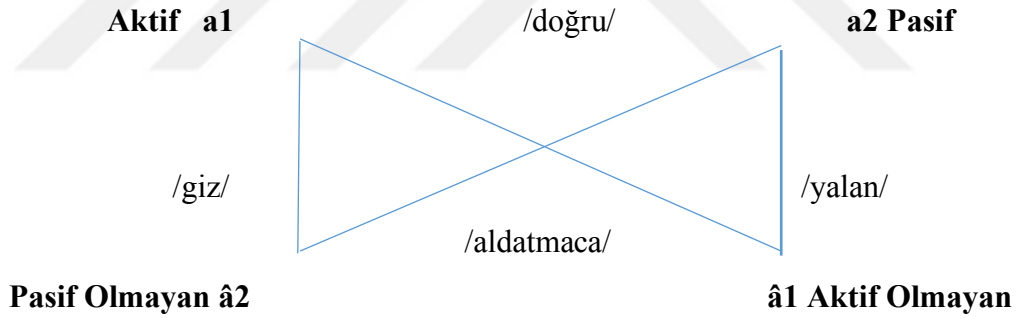 Aktif a1 /doğru/ a2 Pasif
/giz/ /yalan/
/aldatmaca/
Pasif Olmayan â2 â1 Aktif Olmayan